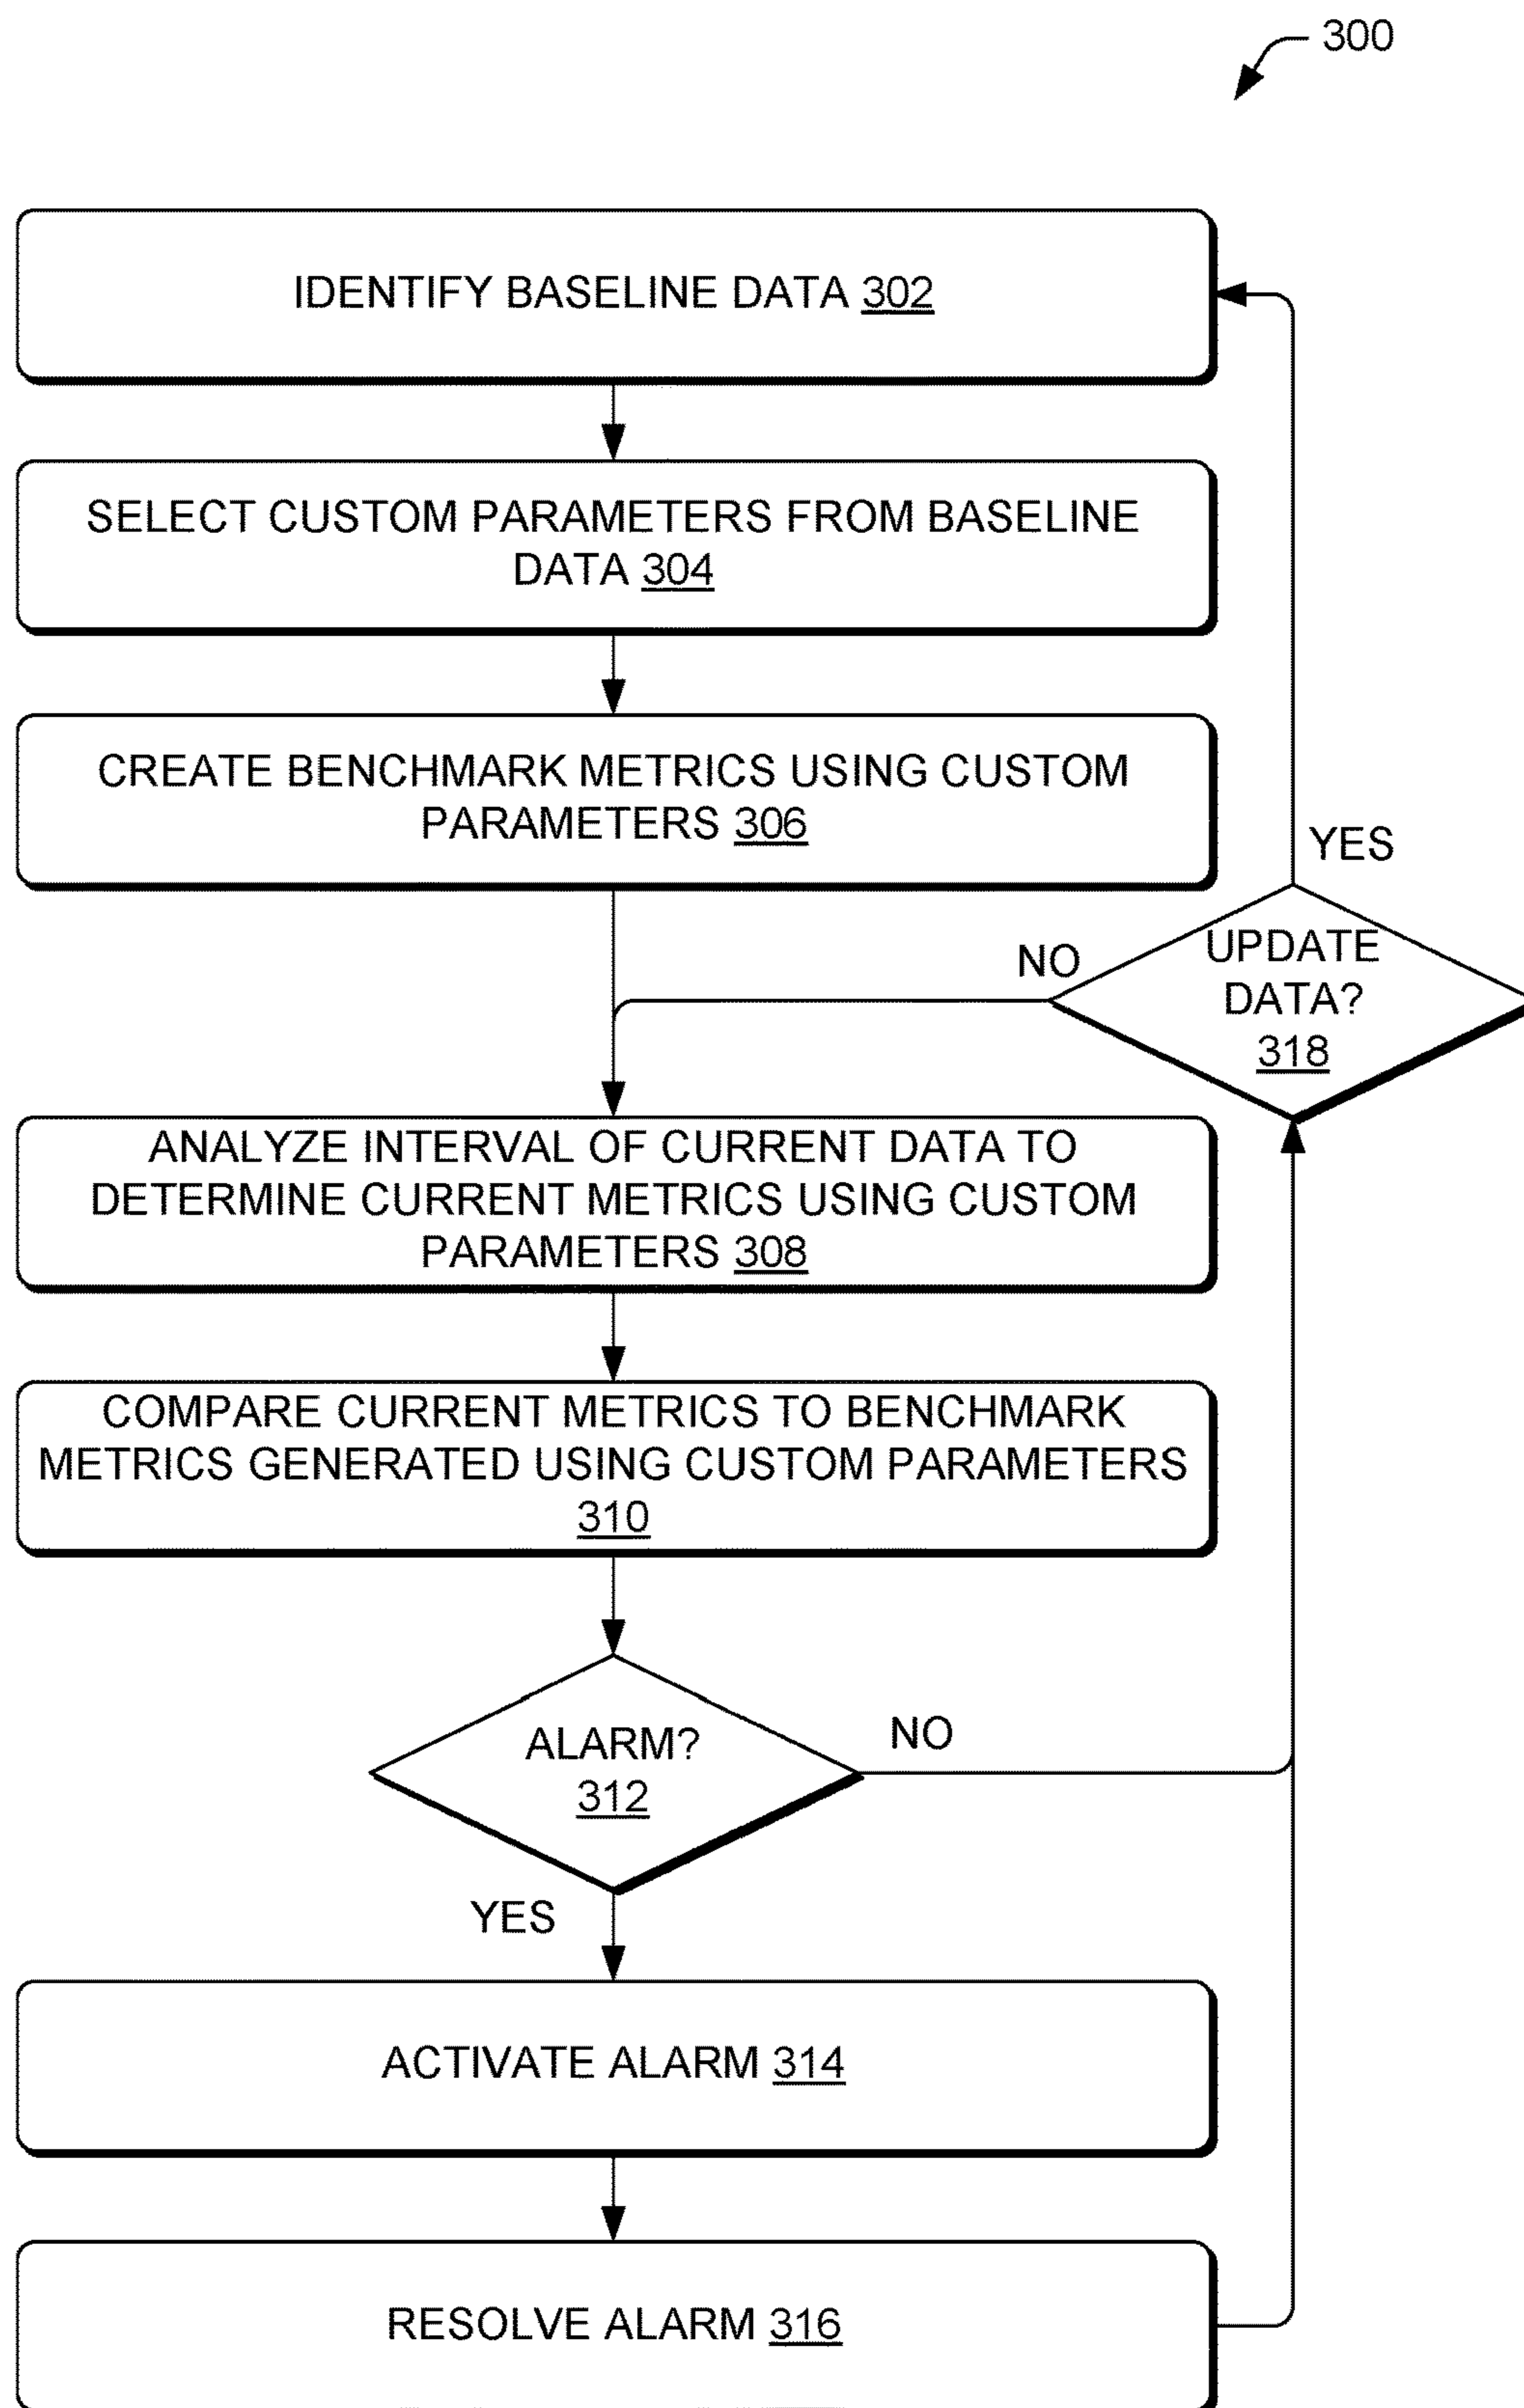 300
IDENTIFY BASELINE DATA 302
SELECT CUSTOM PARAMETERS FROM BASELINE
DATA 304
CREATE BENCHMARK METRICS USING CUSTOM
PARAMETERS 306
YES
NO
UPDATE
DATA?
318
ANALYZE INTERVAL OF CURRENT DATA TO
DETERMINE CURRENT METRICS USING CUSTOM
PARAMETERS 308
COMPARE CURRENT METRICS TO BENCHMARK
METRICS GENERATED USING CUSTOM PARAMETERS
310
ALARM?
312
NO
YES
ACTIVATE ALARM 314
RESOLVE ALARM 316